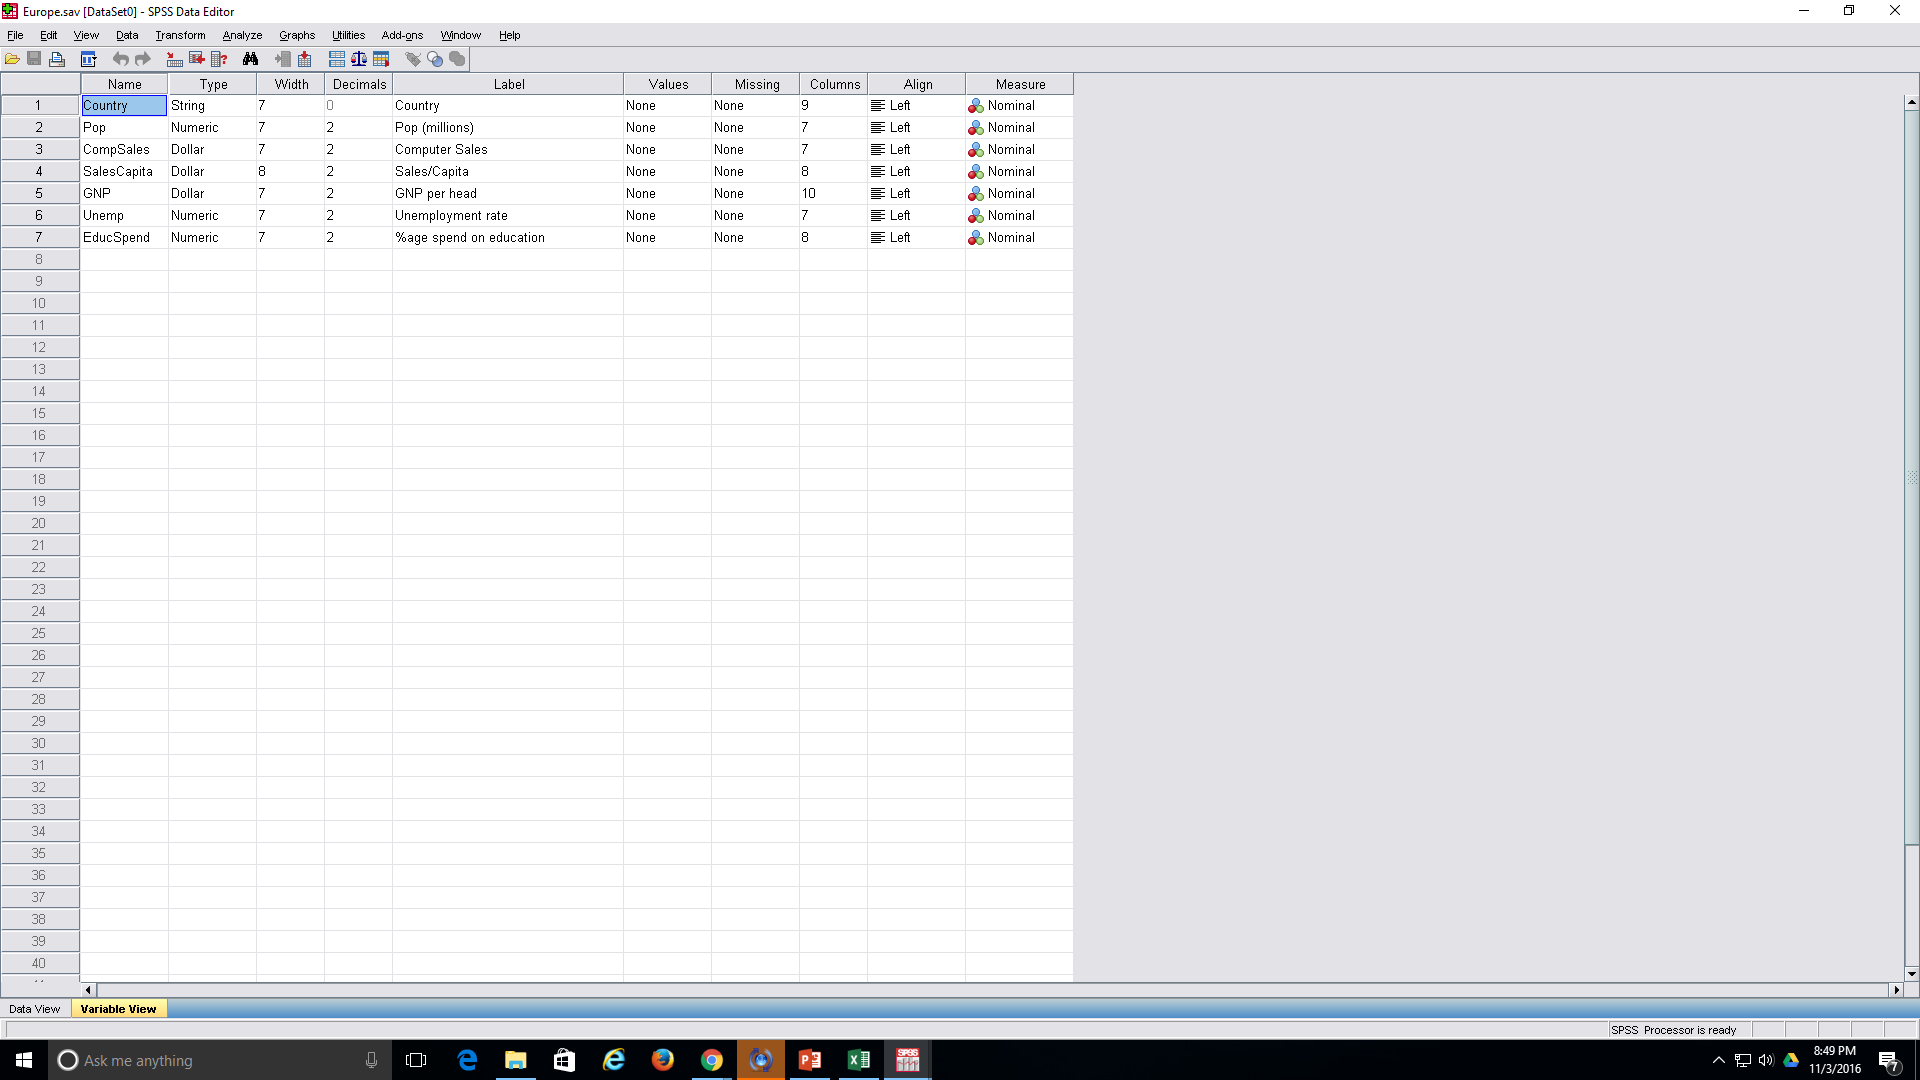 Europe.sav [DataSet0] - SPSS Data Editor
File Edit View Data Transform Analyze Graphs Utilities Add-ons Window Help
Name Type Width Decimals Label Values Missing Columns Align Measure
1 Country String 7 0 Country None None 9 Left Nominal
2 Pop Numeric 7 2 Pop (millions) None None 7 Left Nominal
3 CompSales Dollar 7 2 Computer Sales None None 7 Left Nominal
4 SalesCapita Dollar 8 2 Sales/Capita None None 8 Left Nominal
5 GNP Dollar 7 2 GNP per head None None 10 Left Nominal
6 Unemp Numeric 7 2 Unemployment rate None None 7 Left Nominal
7 EducSpend Numeric 7 2 %age spend on education None None 8 Left Nominal
8
9
10
11
12
13
14
15
16
17
18
19
20
21
22
23
24
25
26
27
28
29
30
31
32
33
34
35
36
37
38
39
40
Data View Variable View
SPSS Processor is ready
Ask me anything
SPSS
8:49 PM
11/3/2016
7